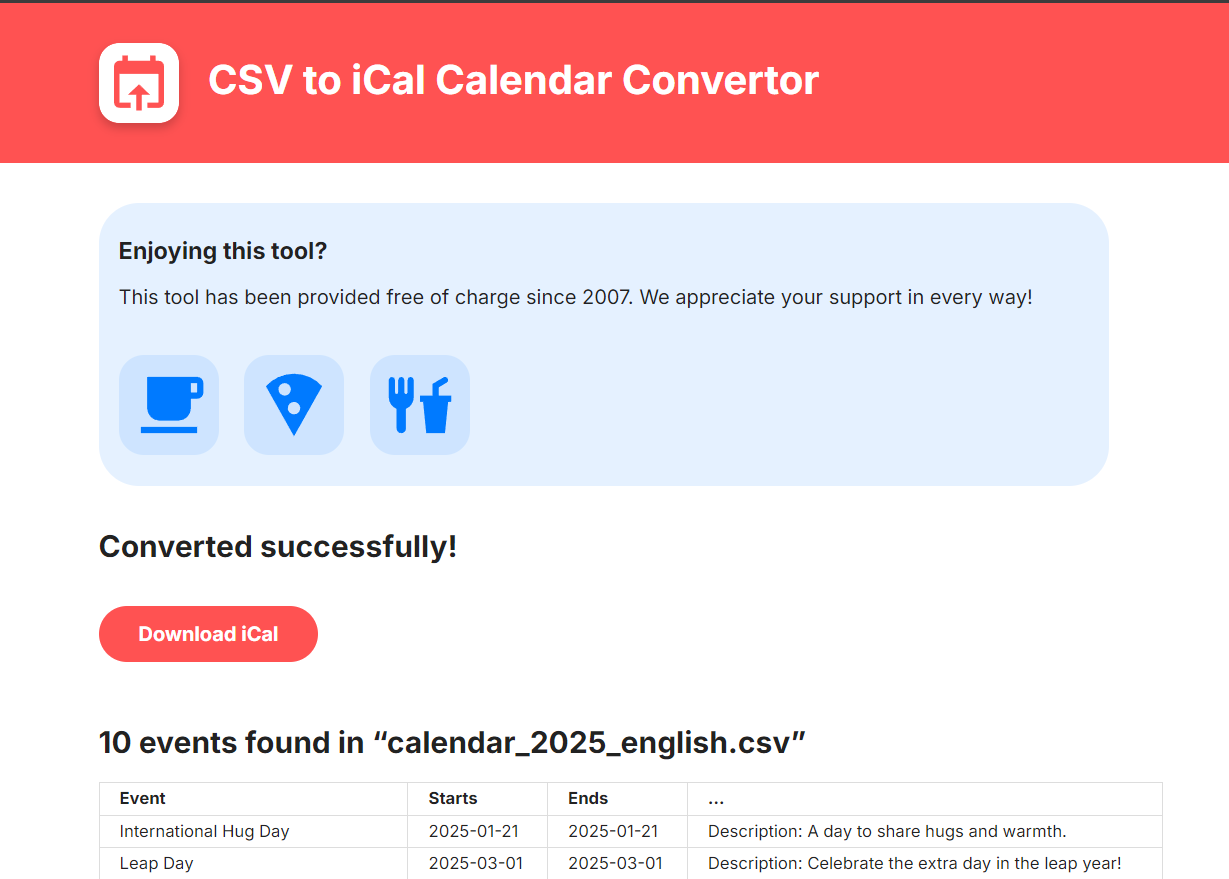 CSV to iCal Calendar Convertor
Enjoying this tool?
This tool has been provided free of charge since 2007. We appreciate your support in every way!
Converted successfully!
Download iCal
10 events found in “calendar_2025_english.csv”
Event Starts Ends ...
International Hug Day 2025-01-21 2025-01-21 Description: A day to share hugs and warmth.
Leap Day 2025-03-01 2025-03-01 Description: Celebrate the extra day in the leap year!